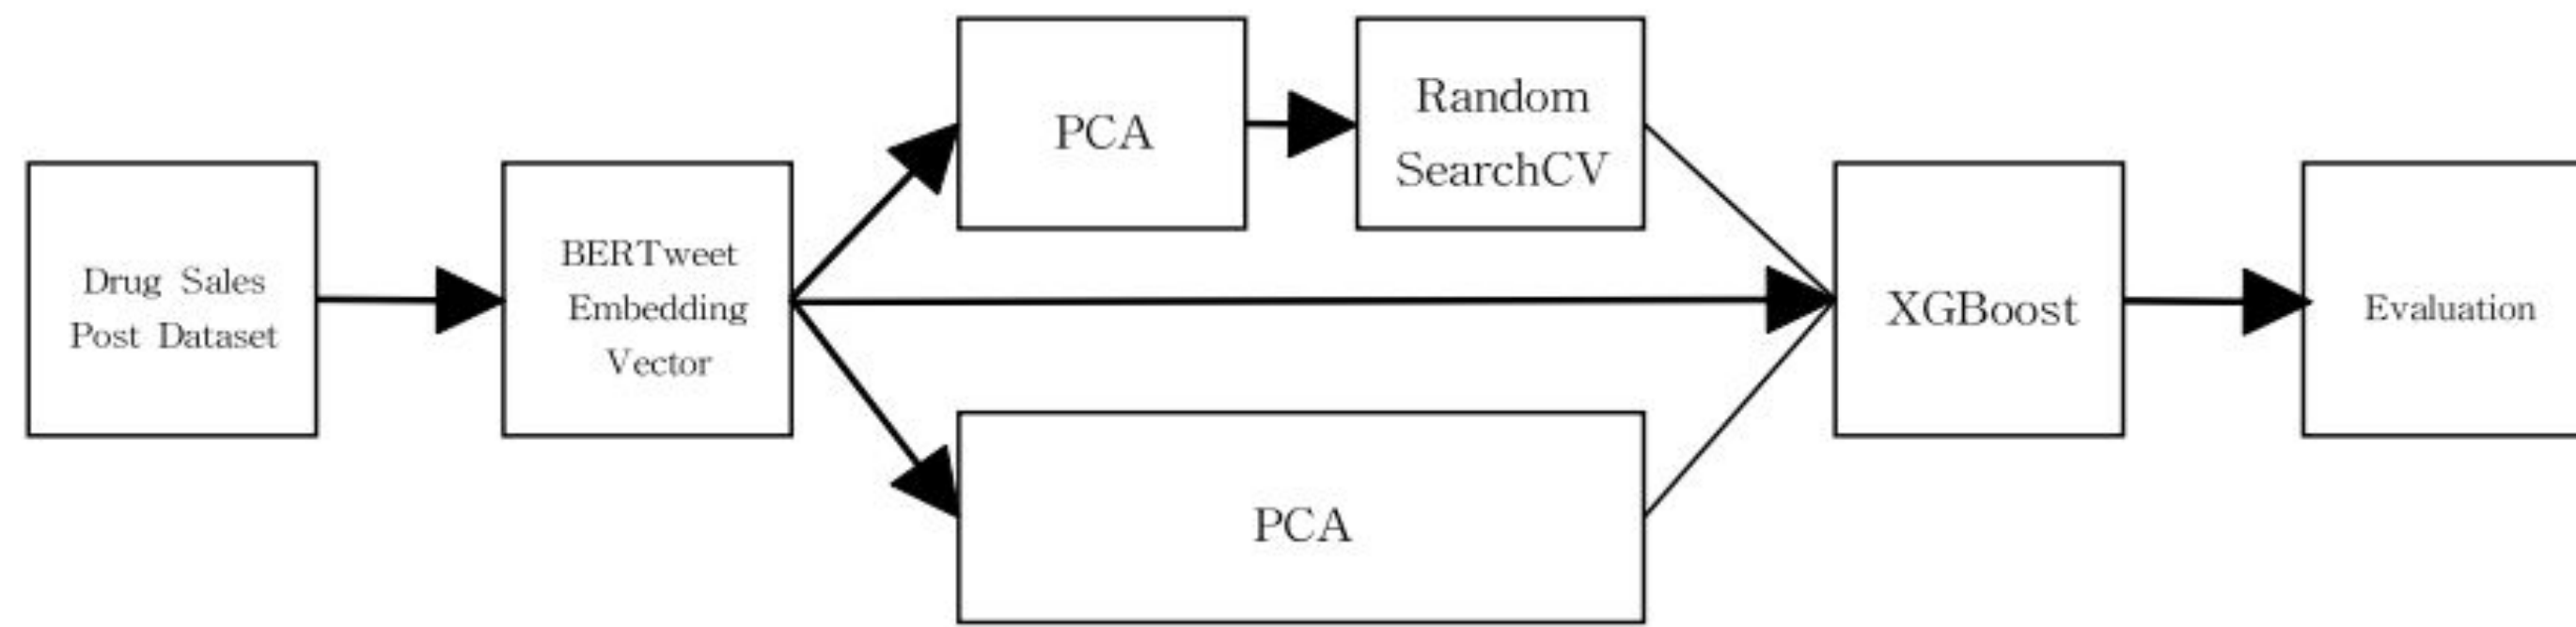 Drug Sales
Post Dataset
BERTweet
Embedding
Vector
PCA
Random
SearchCV
PCA
XGBoost
Evaluation